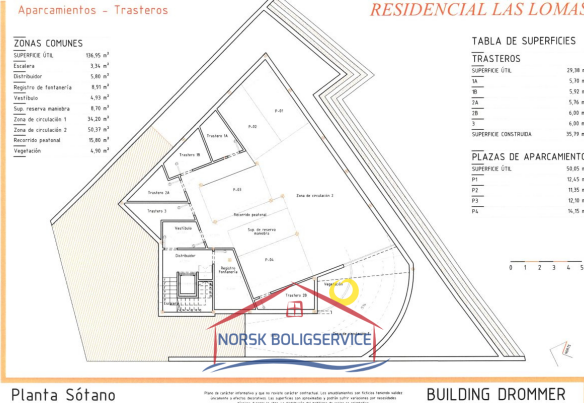 Aparcamientos - Trasteros
RESIDENCIAL LAS LOMAS
ZONAS COMUNES
SUPERFICIE ÚTIL 136,95 m²
Escalera 3,34 m²
Distribuidor 5,80 m²
Registro de fontanería 8,91 m²
Vestíbulo 4,93 m²
Sup. reserva maniobra 8,70 m²
Zona de circulación 1 34,20 m²
Zona de circulación 2 50,37 m²
Recorrido peatonal 15,80 m²
Vegetación 4,90 m²
TABLA DE SUPERFICIES
TRASTEROS
SUPERFICIE ÚTIL 29,38 m
1A 5,70 m
1B 5,92 m
2A 5,76 m
2B 6,00 m
3 6,00 m
SUPERFICIE CONSTRUIDA 35,79 m
PLAZAS DE APARCAMIENTO
SUPERFICIE ÚTIL 50,05 m
P1 12,45 m
P2 11,35 m
P3 12,10 m
P4 14,15 m
P-01
P-02
Trastero 1A
Trastero 1B
Trastero 2A
P-03
Zona de circulación 2
Trastero 3
Recorrido peatonal
Vestíbulo
Sup. de reserva
maniobra
Distribuidor
P-04
Registro
fontanería
Vegetación
Trastero 2B
0 1 2 3 4 5
NORSK BOLIGSERVICE
Planta Sótano
BUILDING DROMMER